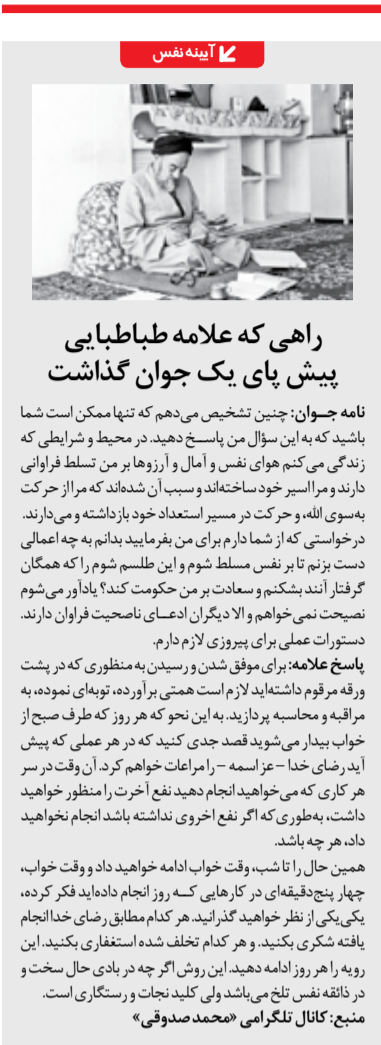 آیینه نفس
راهی که علامه طباطبایی
پیش پای یک جوان گذاشت
نامه جـــوان: چنین تشخیص می‌دهم که تنها ممکن است شما
باشید که به این سؤال من پاســخ دهید. در محیط و شرایطی که
زندگی می‌کنم هوای نفس و آمال و آرزوها بر من تسلط فراوانی
دارند و مرا اسیر خود ساخته‌اند و سبب آن شده‌اند که مرا از حرکت
به‌سوی الله، و حرکت در مسیر استعداد خود بازداشته و می‌دارند.
درخواستی که از شما دارم برای من بفرمایید بدانم به چه اعمالی
دست بزنم تا بر نفس مسلط شوم و این طلسم شوم را که همگان
گرفتار آنند بشکنم و سعادت بر من حکومت کند؟ یادآور می‌شوم
نصیحت نمی‌خواهم و الا دیگران ادعــای ناصحیت فراوان دارند.
دستورات عملی برای پیروزی لازم دارم.
پاسخ علامه: برای موفق شدن و رسیدن به منظوری که در پشت
ورقه مرقوم داشته‌اید لازم است همتی برآورده، توبه‌ای نموده، به
مراقبه و محاسبه پردازید. به این نحو که هر روز که طرف صبح از
خواب بیدار می‌شوید قصد جدی کنید که در هر عملی که پیش
آید رضای خدا – عز اسمه – را مراعات خواهم کرد. آن وقت در سر
هر کاری که می‌خواهید انجام دهید نفع آخرت را منظور خواهید
داشت، به‌طوری که اگر نفع اخروی نداشته باشد انجام نخواهید
داد، هر چه باشد.
همین حال را تا شب، وقت خواب ادامه خواهید داد و وقت خواب،
چهار پنج‌دقیقه‌ای در کارهایی کــه روز انجام داده‌اید فکر کرده،
یکی‌یکی از نظر خواهید گذرانید. هر کدام مطابق رضای خدا انجام
یافته شکری بکنید. و هر کدام تخلف شده استغفاری بکنید. این
رویه را هر روز ادامه دهید. این روش اگر چه در بادی حال سخت و
در ذائقه نفس تلخ می‌باشد ولی کلید نجات و رستگاری است.
منبع: کانال تلگرامی «محمد صدوقی»